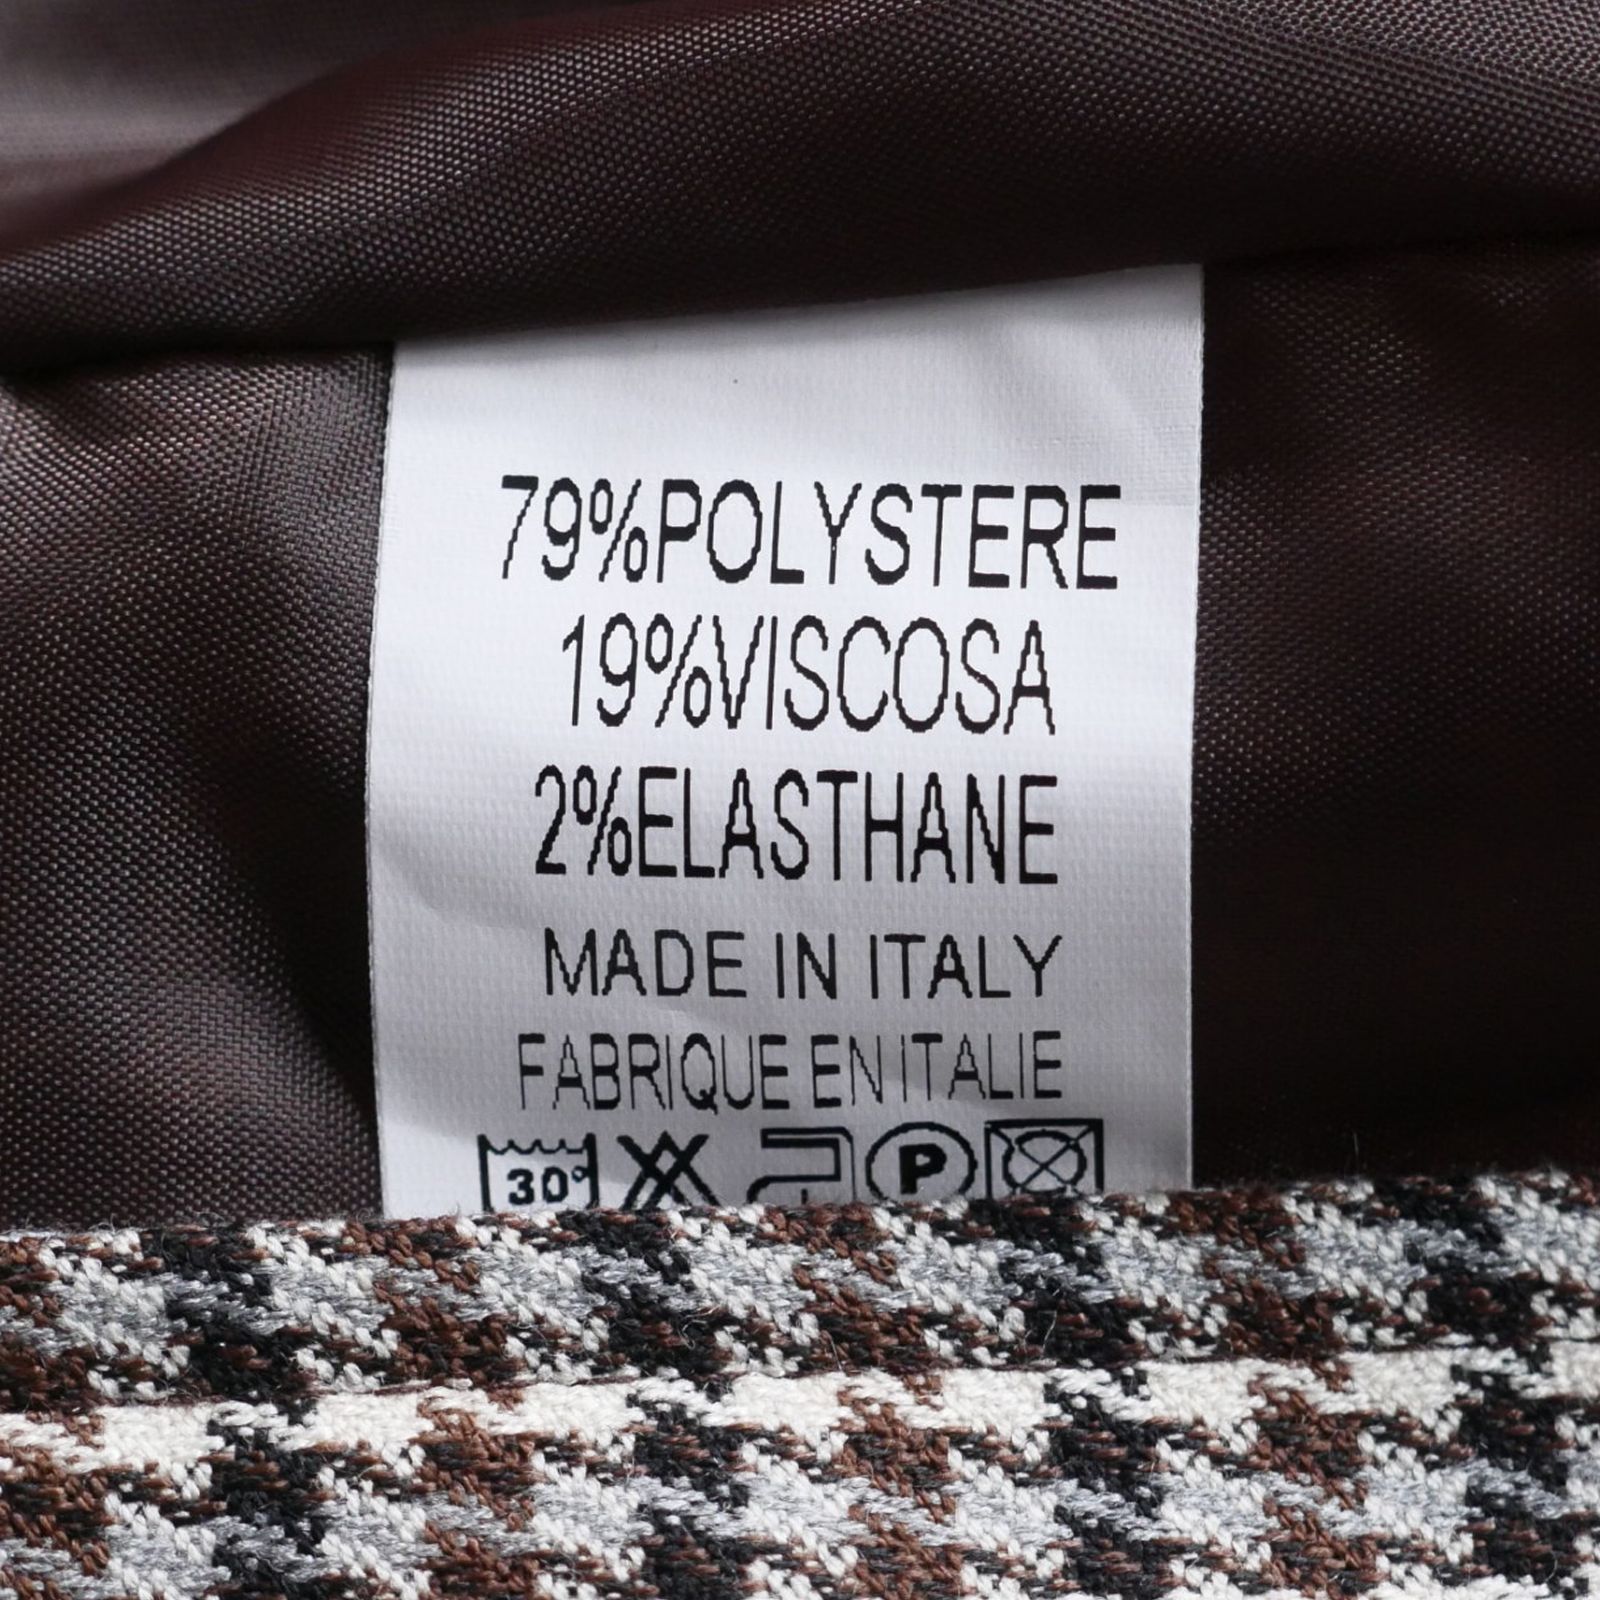 79%POLYSTERE
19%VISCOSA
2%ELASTHANE
MADE IN ITALY
FABRIQUE EN ITALIE
30° P